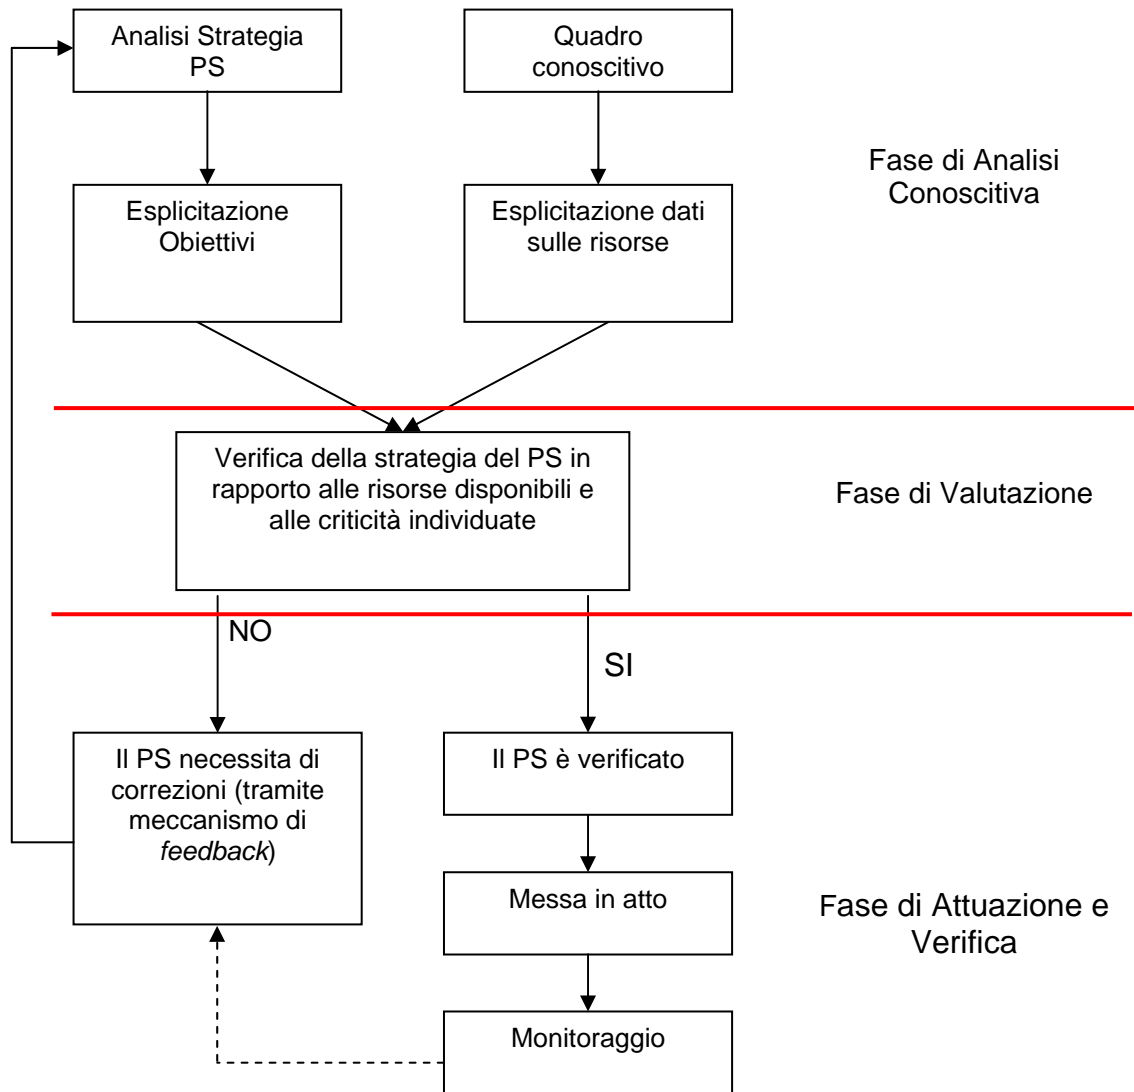 Analisi Strategia
PS
Quadro
conoscitivo
Fase di Analisi
Conoscitiva
Esplicitazione
Obiettivi
Esplicitazione dati
sulle risorse
Verifica della strategia del PS in
rapporto alle risorse disponibili e
alle criticità individuate
Fase di Valutazione
NO
SI
Il PS necessita di
correzioni (tramite
meccanismo di
feedback)
Il PS è verificato
Messa in atto
Fase di Attuazione e
Verifica
Monitoraggio